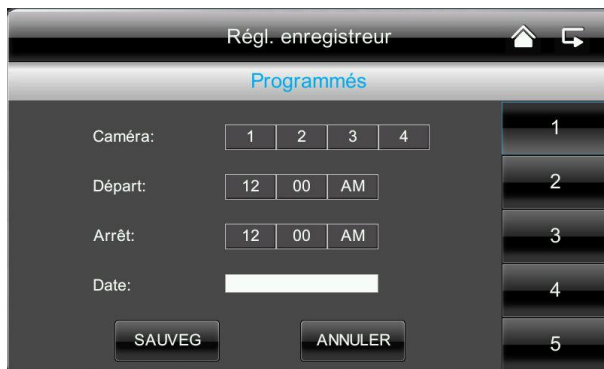 Régl. enregistreur
Programmés
Caméra: 1 2 3 4
Départ: 12 00 AM
Arrêt: 12 00 AM
Date:
SAUVEG ANNULER
1
2
3
4
5